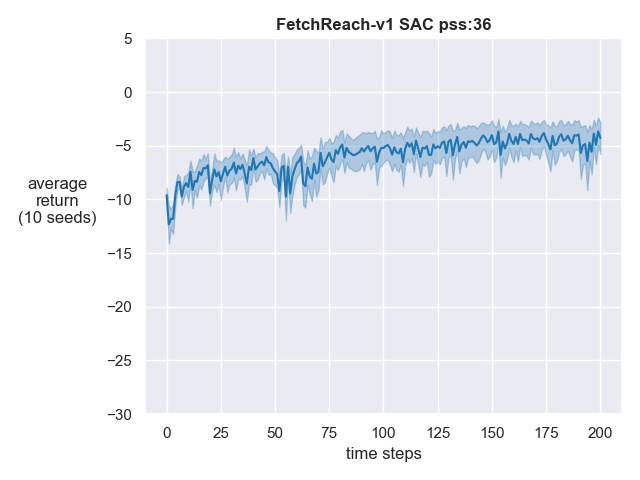 FetchReach-v1 SAC pss:36
5
0
−5
−10
−15
−20
−25
−30
average
return
(10 seeds)
0 25 50 75 100 125 150 175 200
time steps